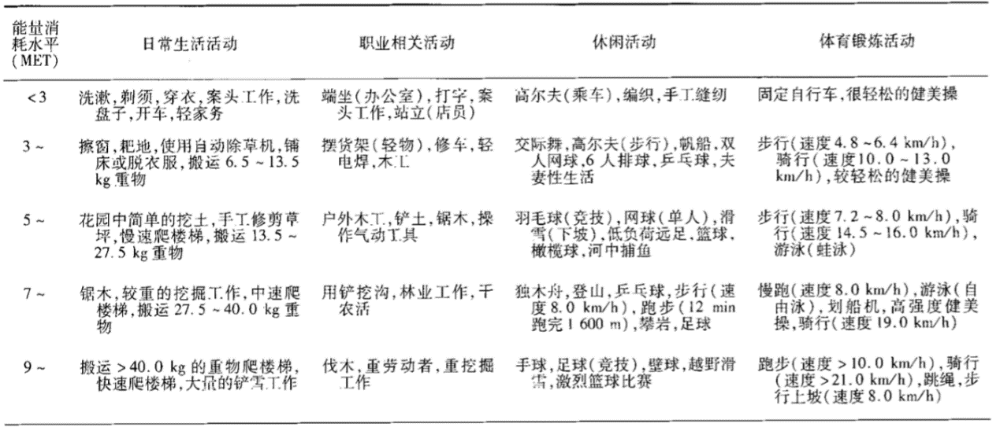 能量消
耗水平
(MET)
日常生活活动
职业相关活动
休闲活动
体育锻炼活动
<3
洗漱,剃须,穿衣,案头工作,洗
盘子,开车,轻家务
端坐(办公室),打字,案
头工作,站立(店员)
高尔夫(乘车),编织,手工缝纫
固定自行车,很轻松的健美操
3~
擦窗,耙地,使用自动除草机,铺
床或脱衣服,搬运 6.5~13.5
kg 重物
摆货架(轻物),修车,轻
电焊,木工
交际舞,高尔夫(步行),帆船,双
人网球,6 人排球,乒乓球,夫
妻性生活
步行(速度 4.8~6.4 km/h),
骑行(速度10.0~13.0
km/h),较轻松的健美操
5~
花园中简单的挖土,手工修剪草
坪,慢速爬楼梯,搬运 13.5~
27.5 kg 重物
户外木工,铲土,锯木,操
作气动工具
羽毛球(竞技),网球(单人),滑
雪(下坡),低负荷远足,篮球,
橄榄球,河中捕鱼
步行(速度 7.2~8.0 km/h),骑
行(速度 14.5~16.0 km/h),
游泳(蛙泳)
7~
锯木,较重的挖掘工作,中速爬
楼梯,搬运 27.5~40.0 kg 重
物
用铲挖沟,林业工作,干
农活
独木舟,登山,乒乓球,步行(速
度 8.0 km/h),跑步(12 min
跑完 1 600 m),攀岩,足球
慢跑(速度 8.0 km/h),游泳(自
由泳),划船机,高强度健美
操,骑行(速度 19.0 km/h)
9~
搬运>40.0 kg 的重物爬楼梯,
快速爬楼梯,大量的铲雪工作
伐木,重劳动者,重挖掘
工作
手球,足球(竞技),壁球,越野滑
雪,激烈篮球比赛
跑步(速度>10.0 km/h),骑行
(速度>21.0 km/h),跳绳,步
行上坡(速度 8.0 km/h)